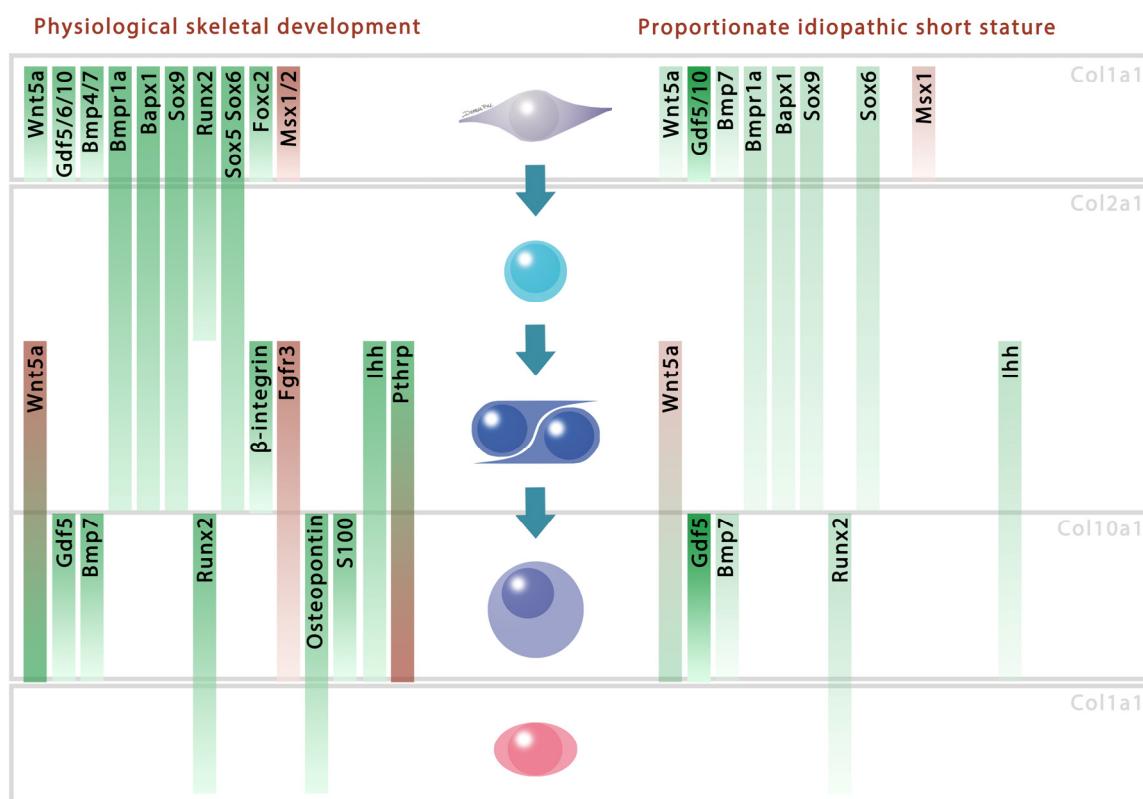 Physiological skeletal development
Proportionate idiopathic short stature
Col1a1
Wnt5a
Gdf5/6/10
Bmp4/7
Bmpr1a
Bapx1
Sox9
Runx2
Sox5 Sox6
Foxc2
Msx1/2
Wnt5a
Gdf5/10
Bmp7
Bmpr1a
Bapx1
Sox9
Sox6
Msx1
Col2a1
Wnt5a
β-integrin
Fgfr3
Ihh
Pthrp
Wnt5a
Ihh
Col10a1
Gdf5
Bmp7
Runx2
Osteopontin
S100
Gdf5
Bmp7
Runx2
Col1a1